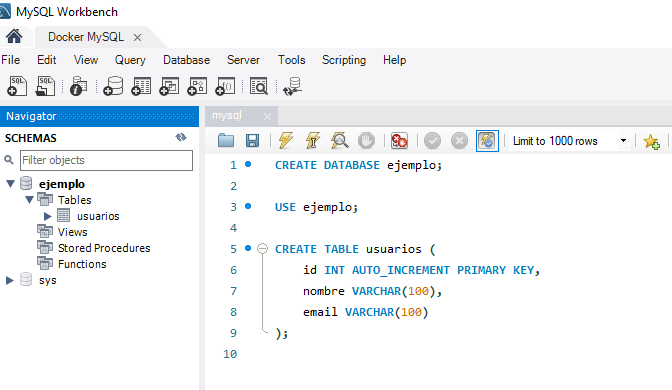 MySQL Workbench
Docker MySQL
File Edit View Query Database Server Tools Scripting Help
Navigator
SCHEMAS
Filter objects
ejemplo
Tables
usuarios
Views
Stored Procedures
Functions
sys
mysql
Limit to 1000 rows
1 CREATE DATABASE ejemplo;
2
3 USE ejemplo;
4
5 CREATE TABLE usuarios (
6 id INT AUTO_INCREMENT PRIMARY KEY,
7 nombre VARCHAR(100),
8 email VARCHAR(100)
9 );
10